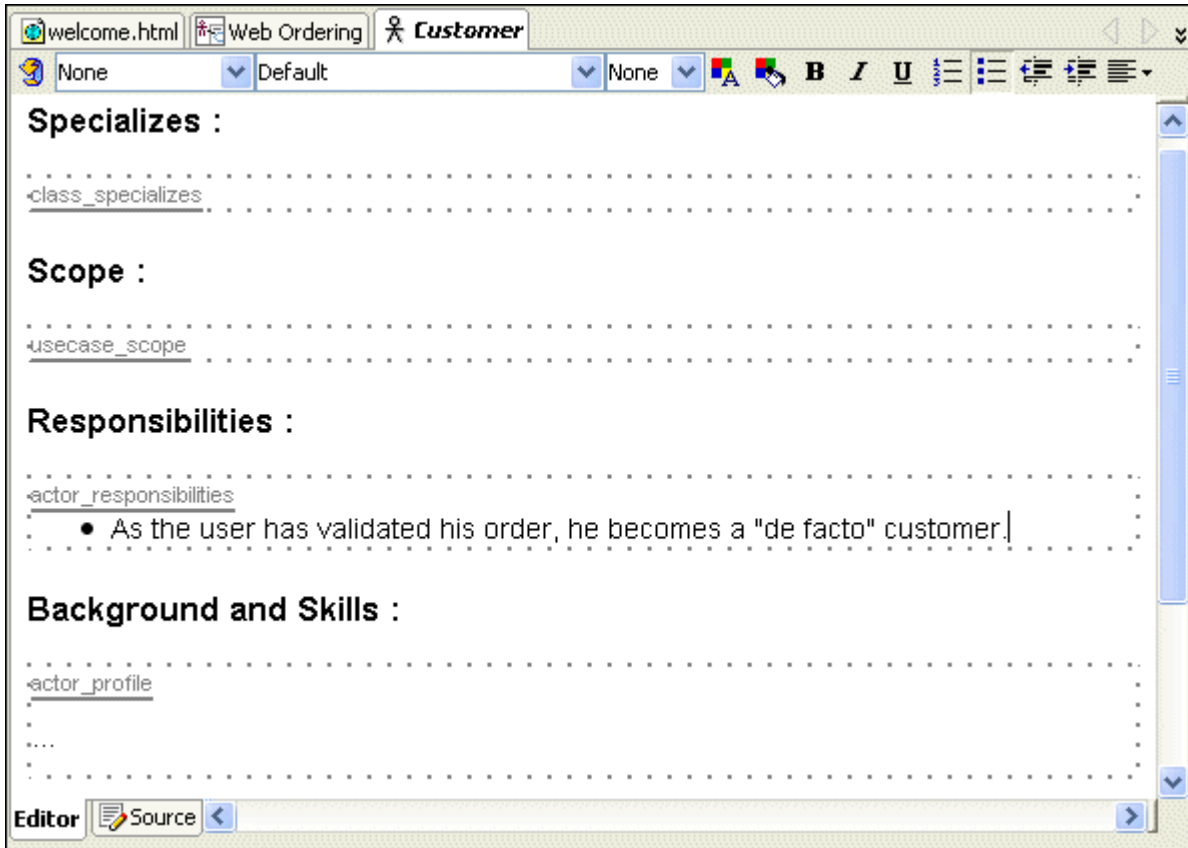 welcome.html Web Ordering Customer
None Default None A B I U
Specializes :
class_specializes
Scope :
usecase_scope
Responsibilities :
actor_responsibilities
• As the user has validated his order, he becomes a "de facto" customer.
Background and Skills :
actor_profile
...
Editor Source